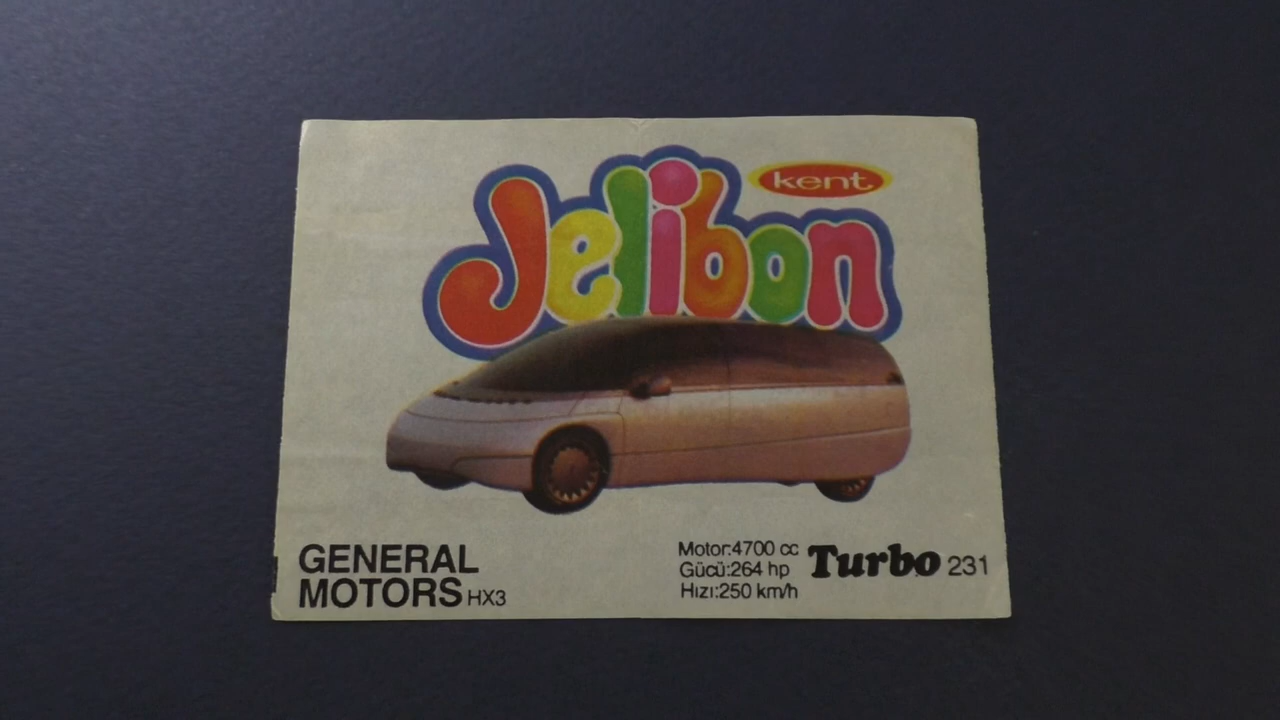 Jelibon
kent
GENERAL
MOTORS HX3
Motor:4700 cc
Gücü:264 hp
Hızı:250 km/h
Turbo 231